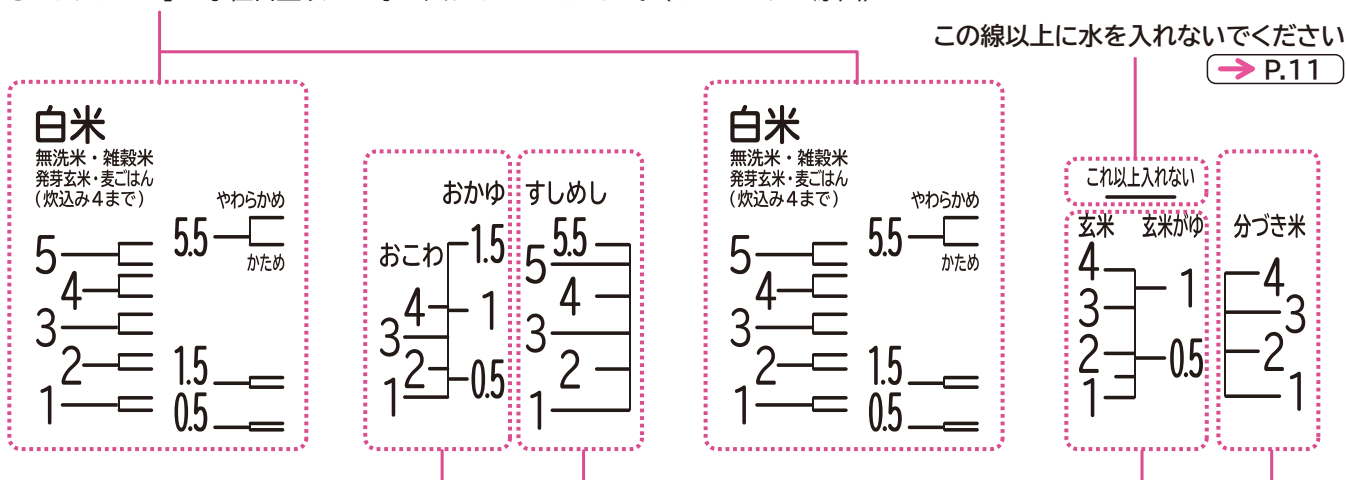 この線以上に水を入れないでください
P.11
白米
無洗米・雑穀米
発芽玄米・麦ごはん
(炊込み4まで)
やわらかめ
5.5
かため
5
4
3
2
1
1.5
0.5
おかゆ
1.5
1
0.5
おこわ
4
3
2
1
すしめし
5.5
5
4
3
2
1
白米
無洗米・雑穀米
発芽玄米・麦ごはん
(炊込み4まで)
やわらかめ
5.5
かため
5
4
3
2
1
1.5
0.5
これ以上入れない
玄米
4
3
2
1
玄米がゆ
1
0.5
分づき米
4
3
2
1